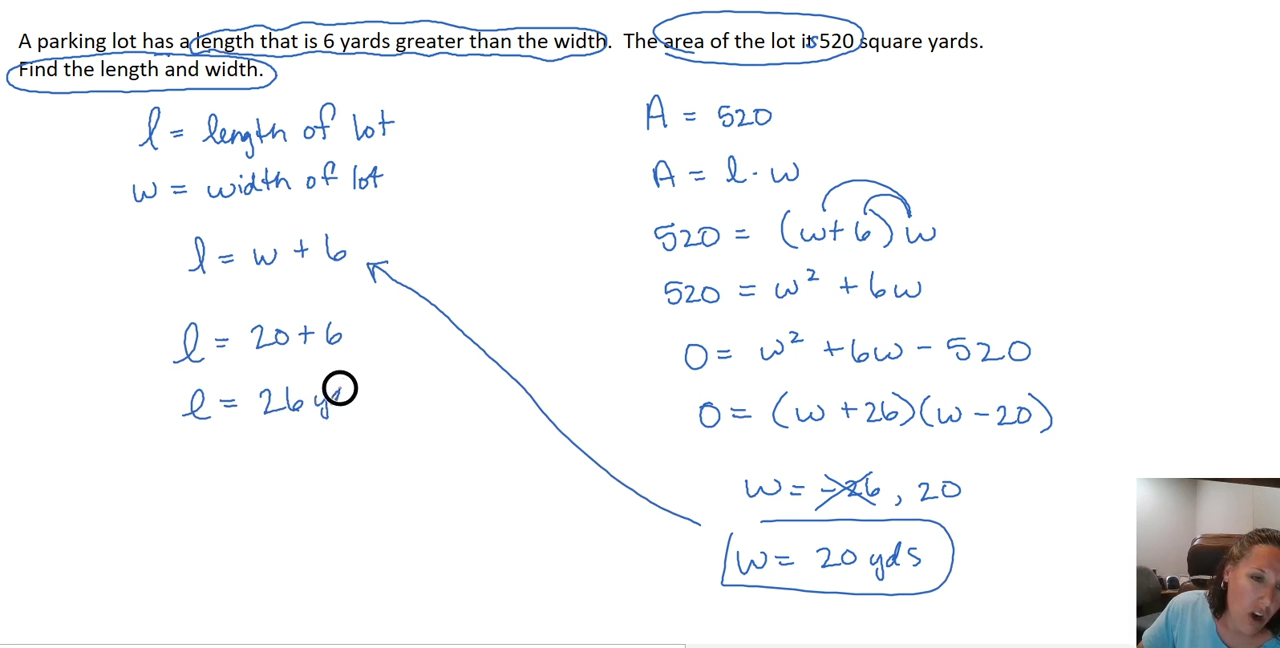 A parking lot has a length that is 6 yards greater than the width. The area of the lot is 520 square yards.
Find the length and width.
l = length of lot
w = width of lot
l = w + 6
l = 20 + 6
l = 26 yds
A = 520
A = l · w
520 = (w + 6) w
520 = w² + 6w
0 = w² + 6w - 520
0 = (w + 26)(w - 20)
w = -26, 20
w = 20 yds